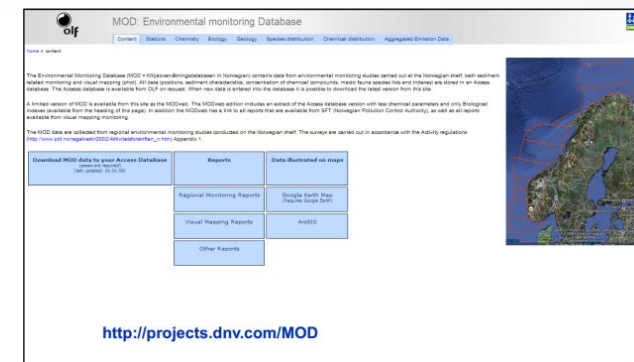 olf
MOD: Environmental monitoring Database
Content Stations Chemistry Biology Geology Species distribution Chemical distribution Aggregated Emission Data
home > content
The Environmental Monitoring Database (MOD = Miljøovervåkningsdatabasen in Norwegian) contains data from environmental monitoring studies carried out at the Norwegian shelf, both sediment
related monitoring and visual mapping (phot). All data (positions, sediment characteristics, concentration of chemical compounds, macro fauna species lists and indexes) are stored in an Access
database. The Access database is available from OLF on request. When new data is entered into the database it is possible to download the latest version from this site.
A limited version of MOD is available from this site as the MODweb. The MODweb edition includes an extract of the Access database version with less chemical parameters and only Biological
indexes (available from the heading of this page). In addition the MODweb has a link to all reports that are available from SFT (Norwegian Pollution Control Authority), as well as all reports
available from visual mapping monitoring.
The MOD data are collected from regional environmental monitoring studies conducted on the Norwegian shelf. The surveys are carried out in accordance with the Activity regulations
Appendix 1.
Download MOD data to your Access DataBase
(password required)
Reports
Data illustrated on maps
Regional Monitoring Reports
Google Earth Map
(Requires Google Earth)
Visual Mapping Reports
ArcGIS
Other Reports
http://projects.dnv.com/MOD